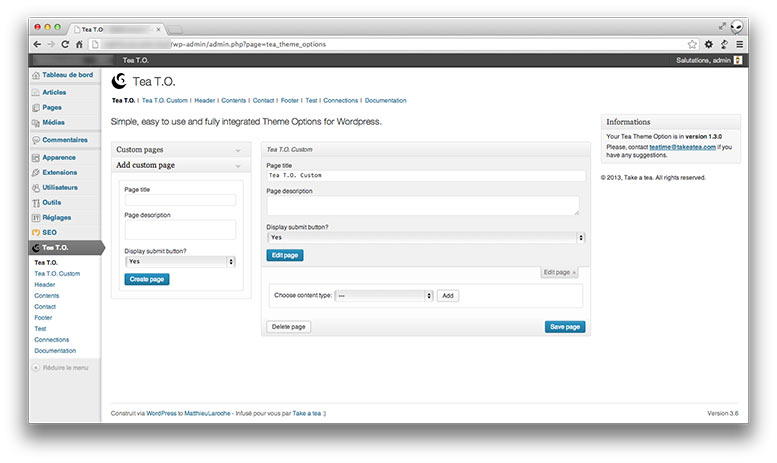 Tea T.O.
/wp-admin/admin.php?page=tea_theme_options
Tea T.O.
Salutations, admin
Tableau de bord
Articles
Pages
Médias
Commentaires
Apparence
Extensions
Utilisateurs
Outils
Réglages
SEO
Tea T.O.
Tea T.O.
Tea T.O. Custom
Header
Contents
Contact
Footer
Test
Connections
Documentation
Réduire le menu
Tea T.O.
Tea T.O. | Tea T.O. Custom | Header | Contents | Contact | Footer | Test | Connections | Documentation
Simple, easy to use and fully integrated Theme Options for Wordpress.
Custom pages
Add custom page
Page title
Page description
Display submit button?
Yes
Create page
Tea T.O. Custom
Page title
Tea T.O. Custom
Page description
Display submit button?
Yes
Edit page
Edit page
Choose content type: ---
Add
Delete page
Save page
Informations
Your Tea Theme Option is in version 1.3.0
Please, contact teatime@takeatea.com if
you have any suggestions.
© 2013, Take a tea. All rights reserved.
Construit via WordPress to MatthieuLaroche - Infusé pour vous par Take a tea :)
Version 3.6